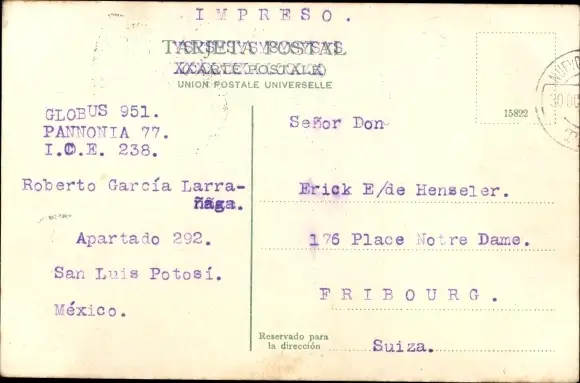 IMPRESO.
TARJETA POSTAL
(CARTE POSTALE)
UNION POSTALE UNIVERSELLE
15822
GLOBUS 951.
PANNONIA 77.
I.C.E. 238.
Roberto García Larra-
ñaga.
Apartado 292.
San Luis Potosí.
México.
Señor Don
Erick E/de Henseler.
176 Place Notre Dame.
FRIBOURG.
Suiza.
Reservado para
la dirección